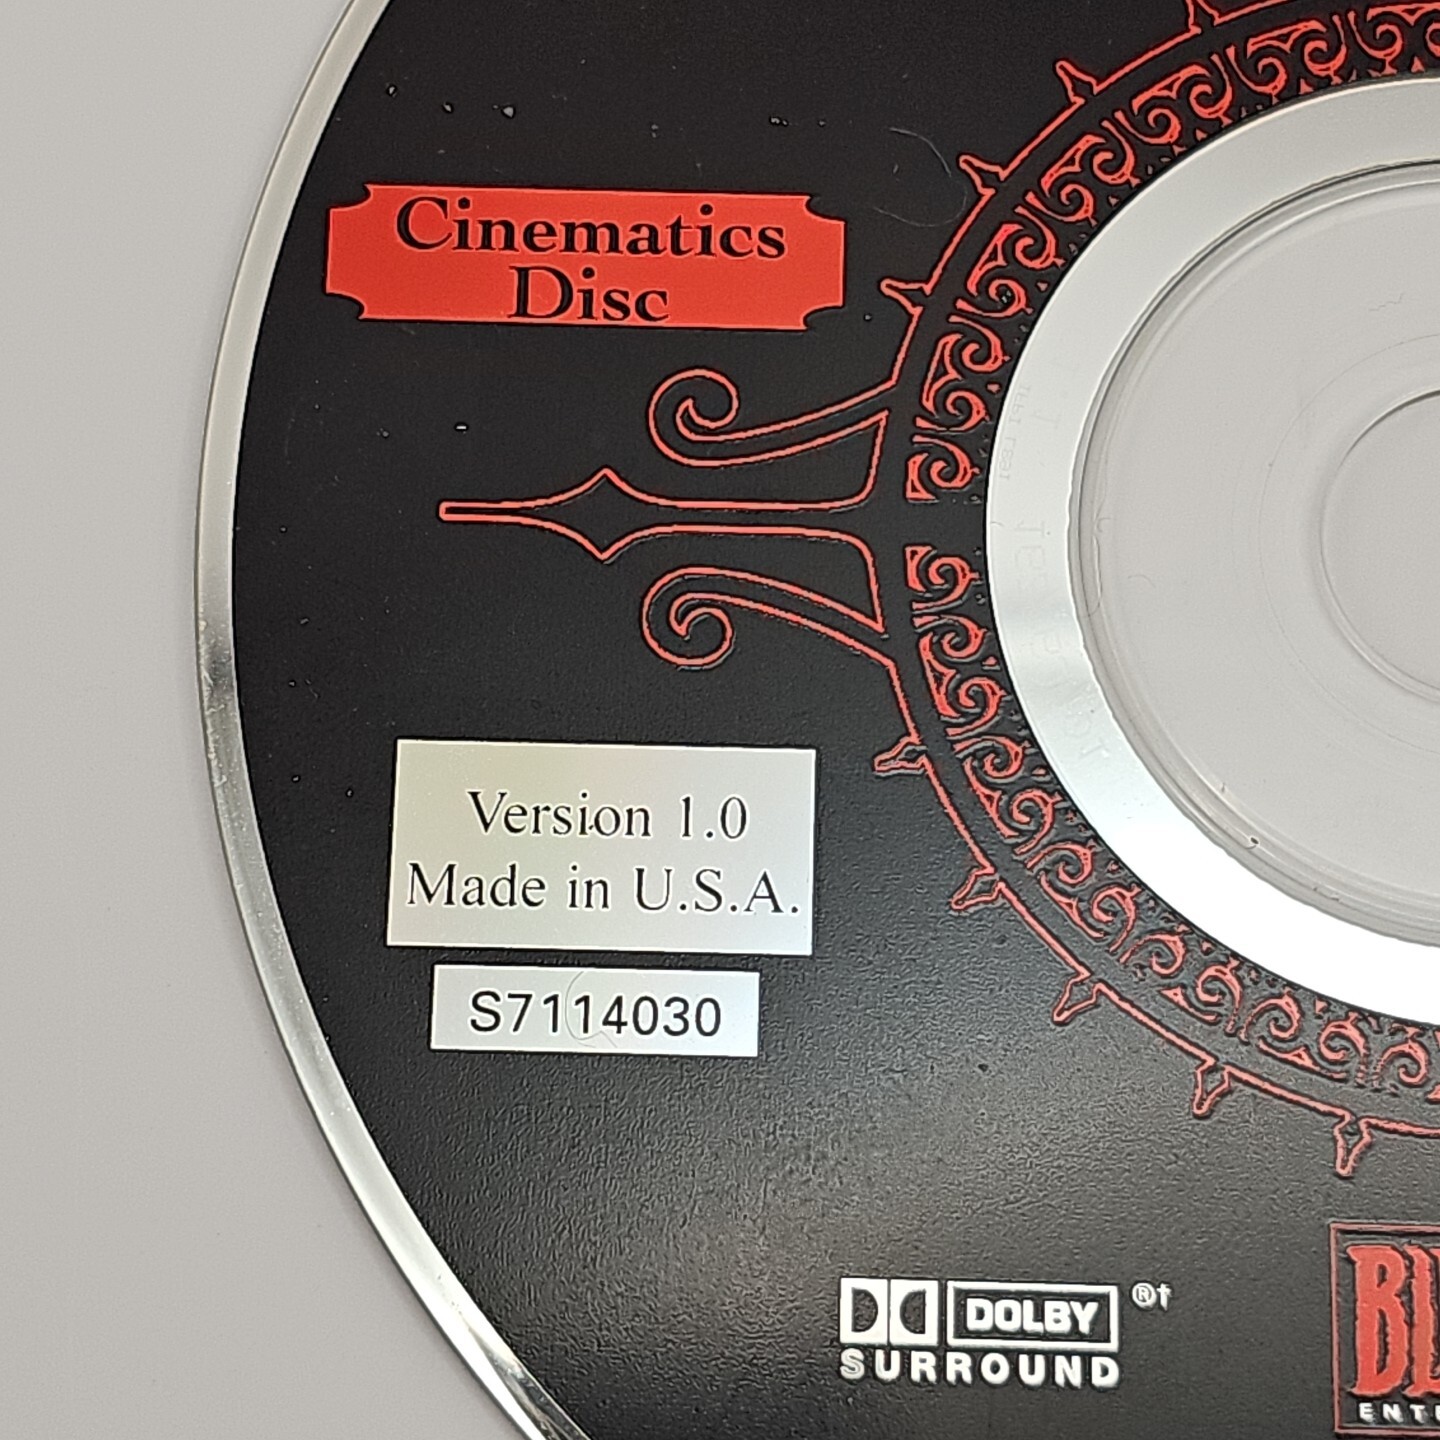 Cinematics
Disc
Version 1.0
Made in U.S.A.
S7114030
DOLBY ®†
SURROUND